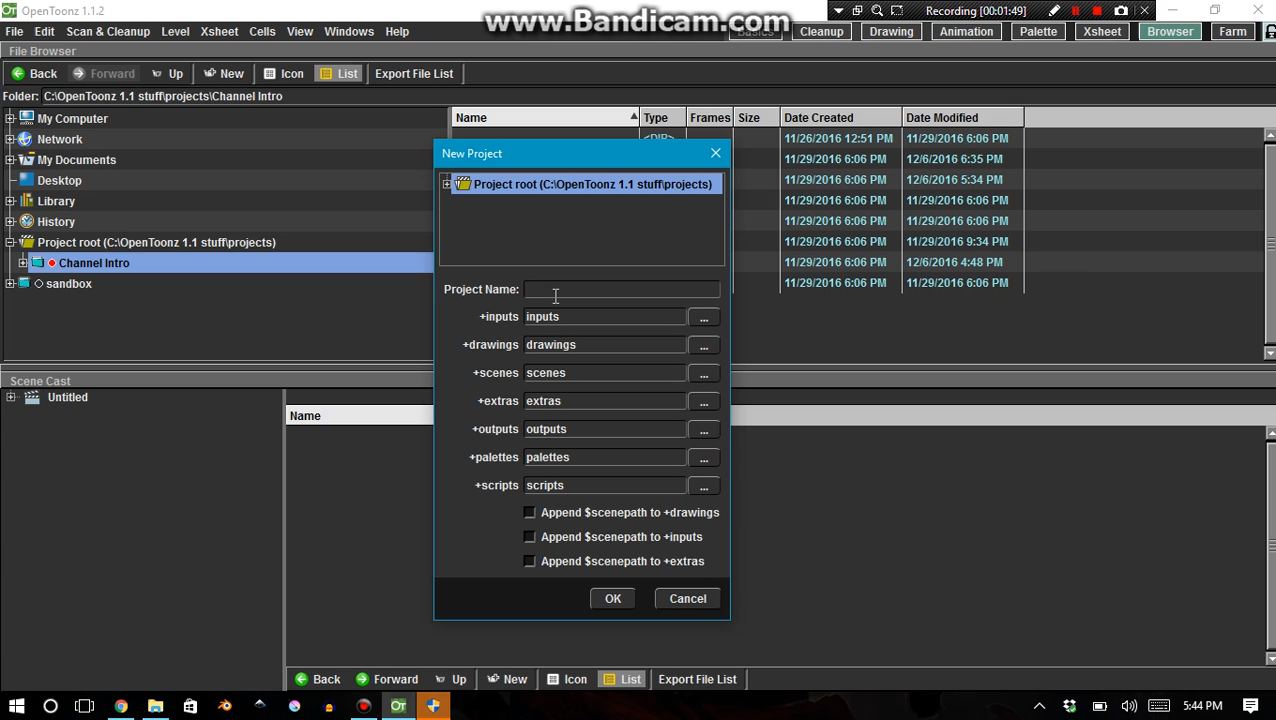 OpenToonz 1.1.2
www.Bandicam.com
Recording [00:01:49]
File Edit Scan & Cleanup Level Xsheet Cells View Windows Help
Basics Cleanup Drawing Animation Palette Xsheet Browser Farm
File Browser
Back Forward Up New Icon List Export File List
Folder: C:\OpenToonz 1.1 stuff\projects\Channel Intro
My Computer
Network
My Documents
Desktop
Library
History
Project root (C:\OpenToonz 1.1 stuff\projects)
Channel Intro
sandbox
Name Type Frames Size Date Created Date Modified
<DIR> 11/26/2016 12:51 PM 11/29/2016 6:06 PM
11/29/2016 6:06 PM 12/6/2016 6:35 PM
11/29/2016 6:06 PM 12/6/2016 5:34 PM
11/29/2016 6:06 PM 11/29/2016 6:06 PM
11/29/2016 6:06 PM 11/29/2016 6:06 PM
11/29/2016 6:06 PM 11/29/2016 9:34 PM
11/29/2016 6:06 PM 12/6/2016 4:48 PM
11/29/2016 6:06 PM 11/29/2016 6:06 PM
New Project
Project root (C:\OpenToonz 1.1 stuff\projects)
Project Name:
+inputs inputs ...
+drawings drawings ...
+scenes scenes ...
+extras extras ...
+outputs outputs ...
+palettes palettes ...
+scripts scripts ...
Append $scenepath to +drawings
Append $scenepath to +inputs
Append $scenepath to +extras
OK Cancel
Scene Cast
Untitled
Name
Back Forward Up New Icon List Export File List
5:44 PM